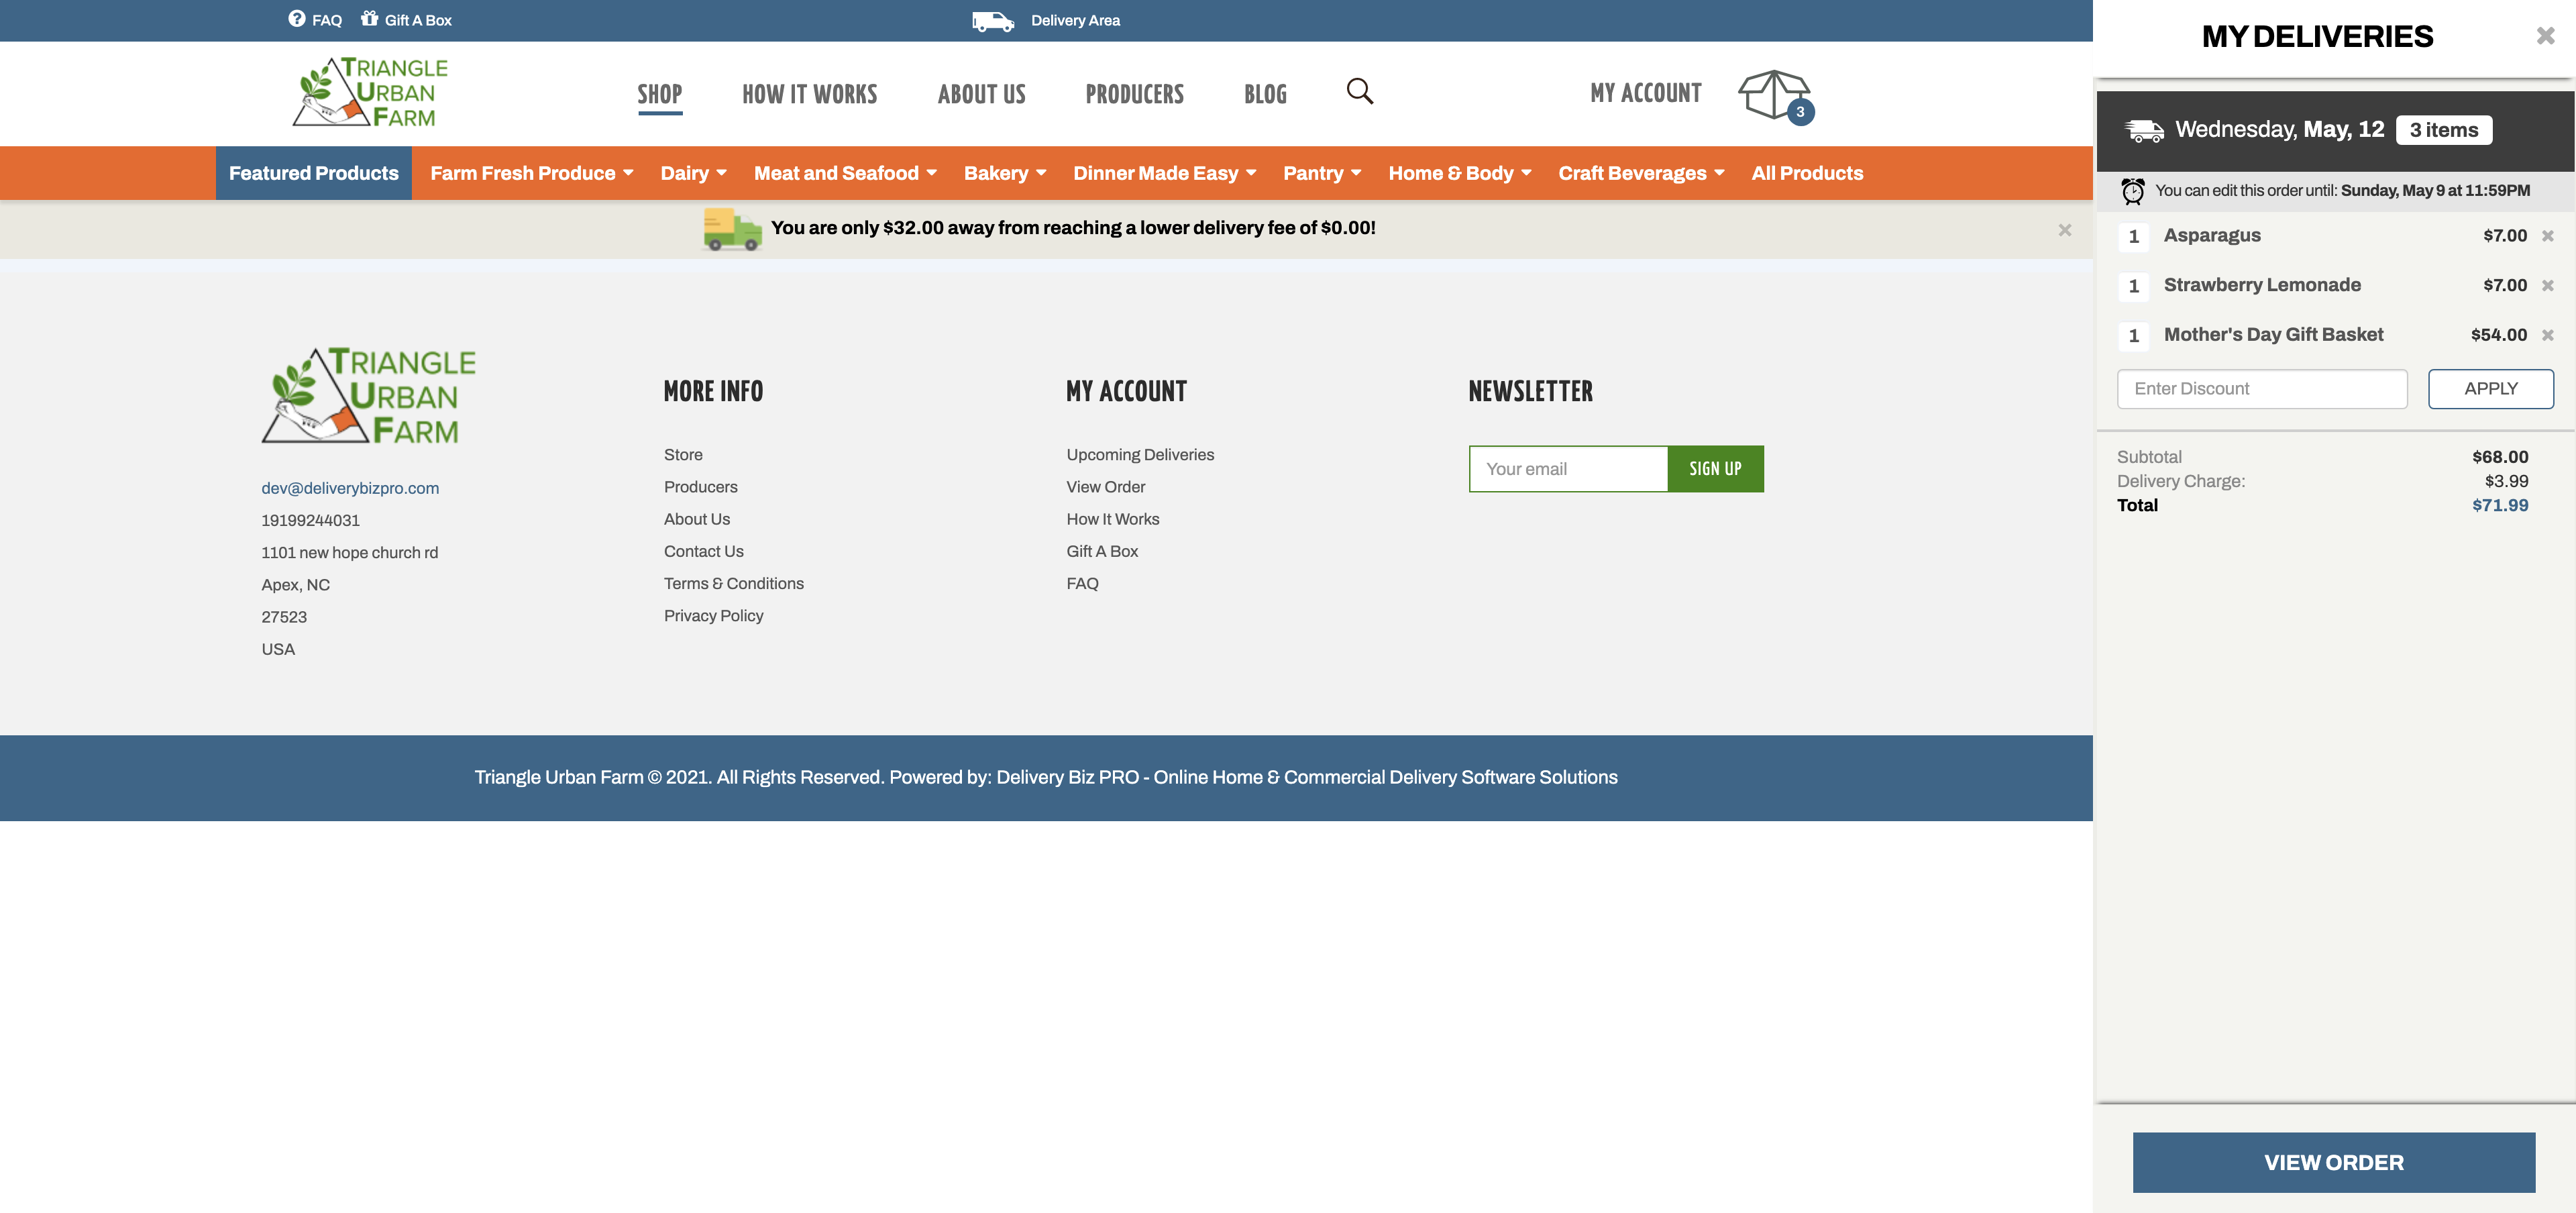 FAQ Gift A Box Delivery Area
TRIANGLE
URBAN
FARM
SHOP HOW IT WORKS ABOUT US PRODUCERS BLOG MY ACCOUNT 3
Featured Products Farm Fresh Produce Dairy Meat and Seafood Bakery Dinner Made Easy Pantry Home & Body Craft Beverages All Products
You are only $32.00 away from reaching a lower delivery fee of $0.00!
TRIANGLE
URBAN
FARM
dev@deliverybizpro.com
19199244031
1101 new hope church rd
Apex, NC
27523
USA
MORE INFO
Store
Producers
About Us
Contact Us
Terms & Conditions
Privacy Policy
MY ACCOUNT
Upcoming Deliveries
View Order
How It Works
Gift A Box
FAQ
NEWSLETTER
Your email SIGN UP
Triangle Urban Farm © 2021. All Rights Reserved. Powered by: Delivery Biz PRO - Online Home & Commercial Delivery Software Solutions
MY DELIVERIES
Wednesday, May, 12 3 items
You can edit this order until: Sunday, May 9 at 11:59PM
1 Asparagus $7.00
1 Strawberry Lemonade $7.00
1 Mother's Day Gift Basket $54.00
Enter Discount APPLY
Subtotal $68.00
Delivery Charge: $3.99
Total $71.99
VIEW ORDER